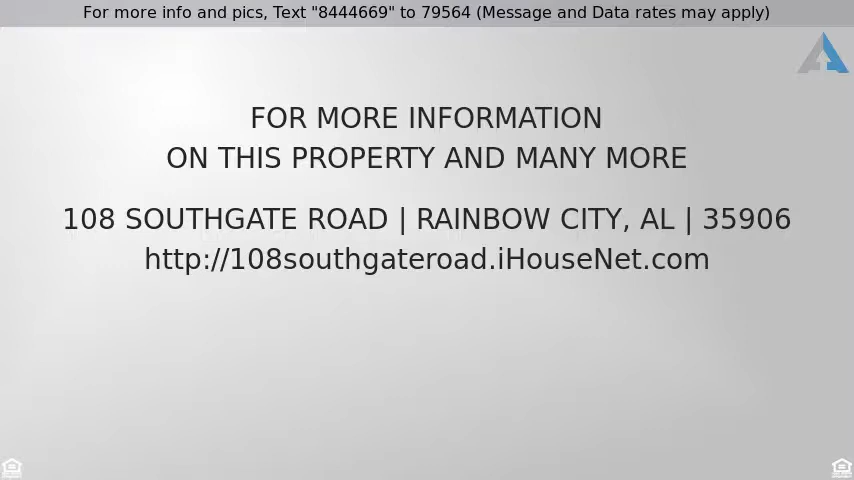 For more info and pics, Text "8444669" to 79564 (Message and Data rates may apply)
FOR MORE INFORMATION
ON THIS PROPERTY AND MANY MORE
108 SOUTHGATE ROAD | RAINBOW CITY, AL | 35906
http://108southgateroad.iHouseNet.com